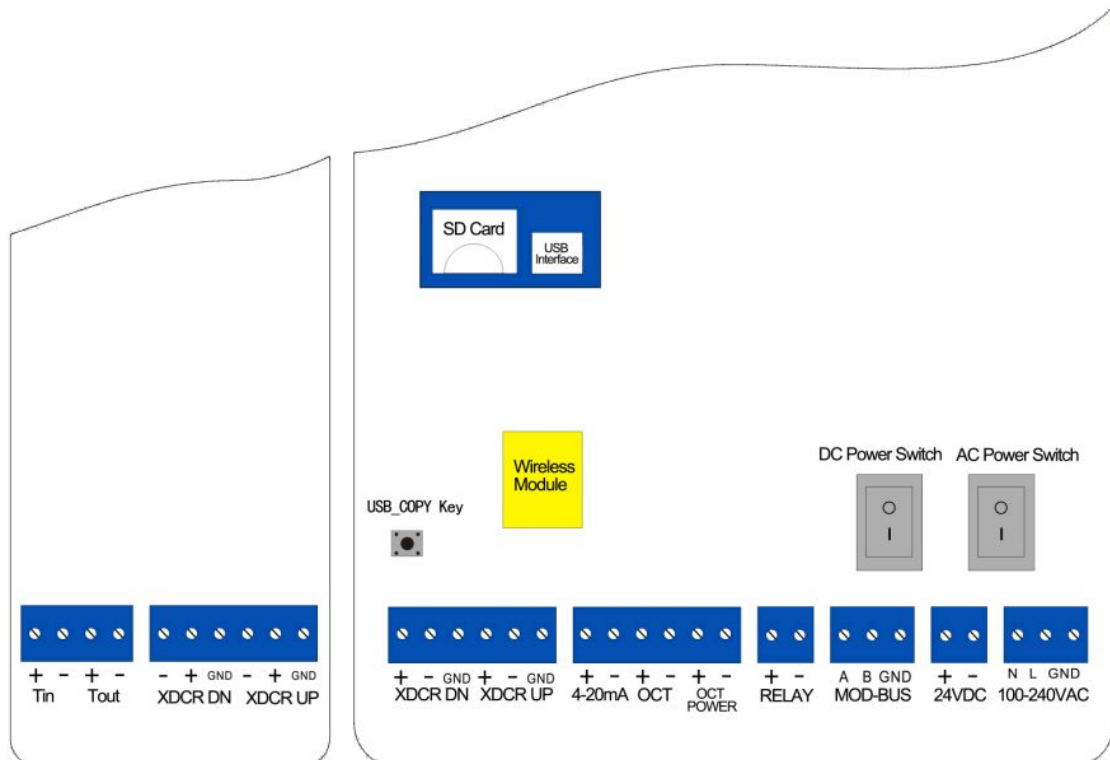 SD Card
USB
Interface
Wireless
Module
DC Power Switch AC Power Switch
USB_COPY Key
+ − + −
Tin Tout
− + GND − + GND
XDCR DN XDCR UP
+ − GND + − GND
XDCR DN XDCR UP
+ − + − + −
4-20mA OCT OCT
POWER
+ −
RELAY
A B GND
MOD-BUS
+ −
24VDC
N L GND
100-240VAC